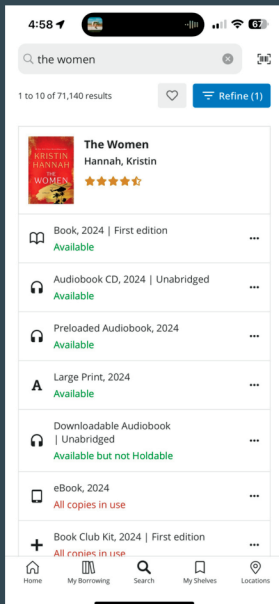 4:58
67
the women
1 to 10 of 71,140 results
Refine (1)
KRISTIN
HANNAH
THE
WOMEN
The Women
Hannah, Kristin
Book, 2024 | First edition
Available
Audiobook CD, 2024 | Unabridged
Available
Preloaded Audiobook, 2024
Available
A
Large Print, 2024
Available
Downloadable Audiobook
| Unabridged
Available but not Holdable
eBook, 2024
All copies in use
Book Club Kit, 2024 | First edition
All copies in use
Home
My Borrowing
Search
My Shelves
Locations